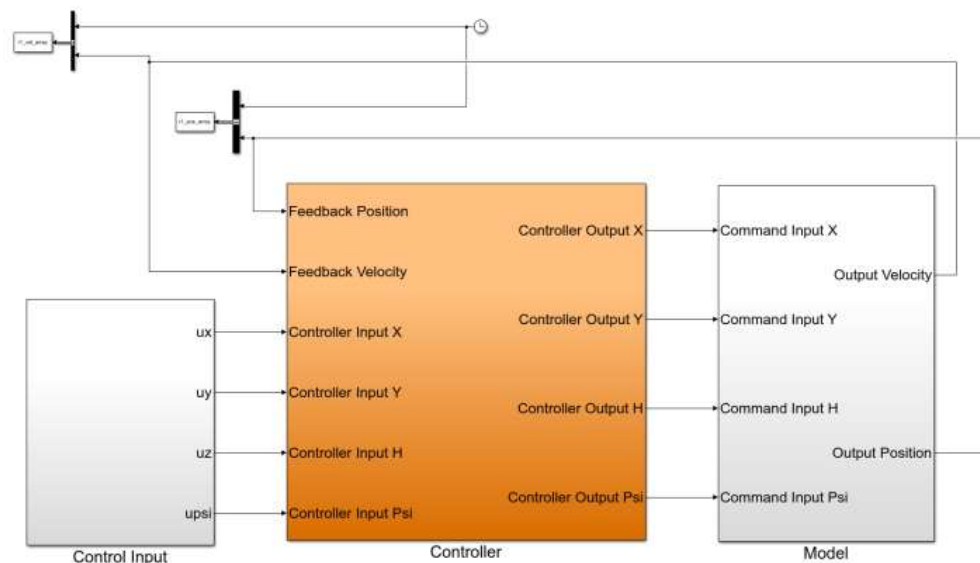 Feedback Position
Feedback Velocity
Controller Input X
Controller Input Y
Controller Input H
Controller Input Psi
Controller Output X
Controller Output Y
Controller Output H
Controller Output Psi
Controller
Command Input X
Command Input Y
Command Input H
Command Input Psi
Output Velocity
Output Position
Model
ux
uy
uz
upsi
Control Input